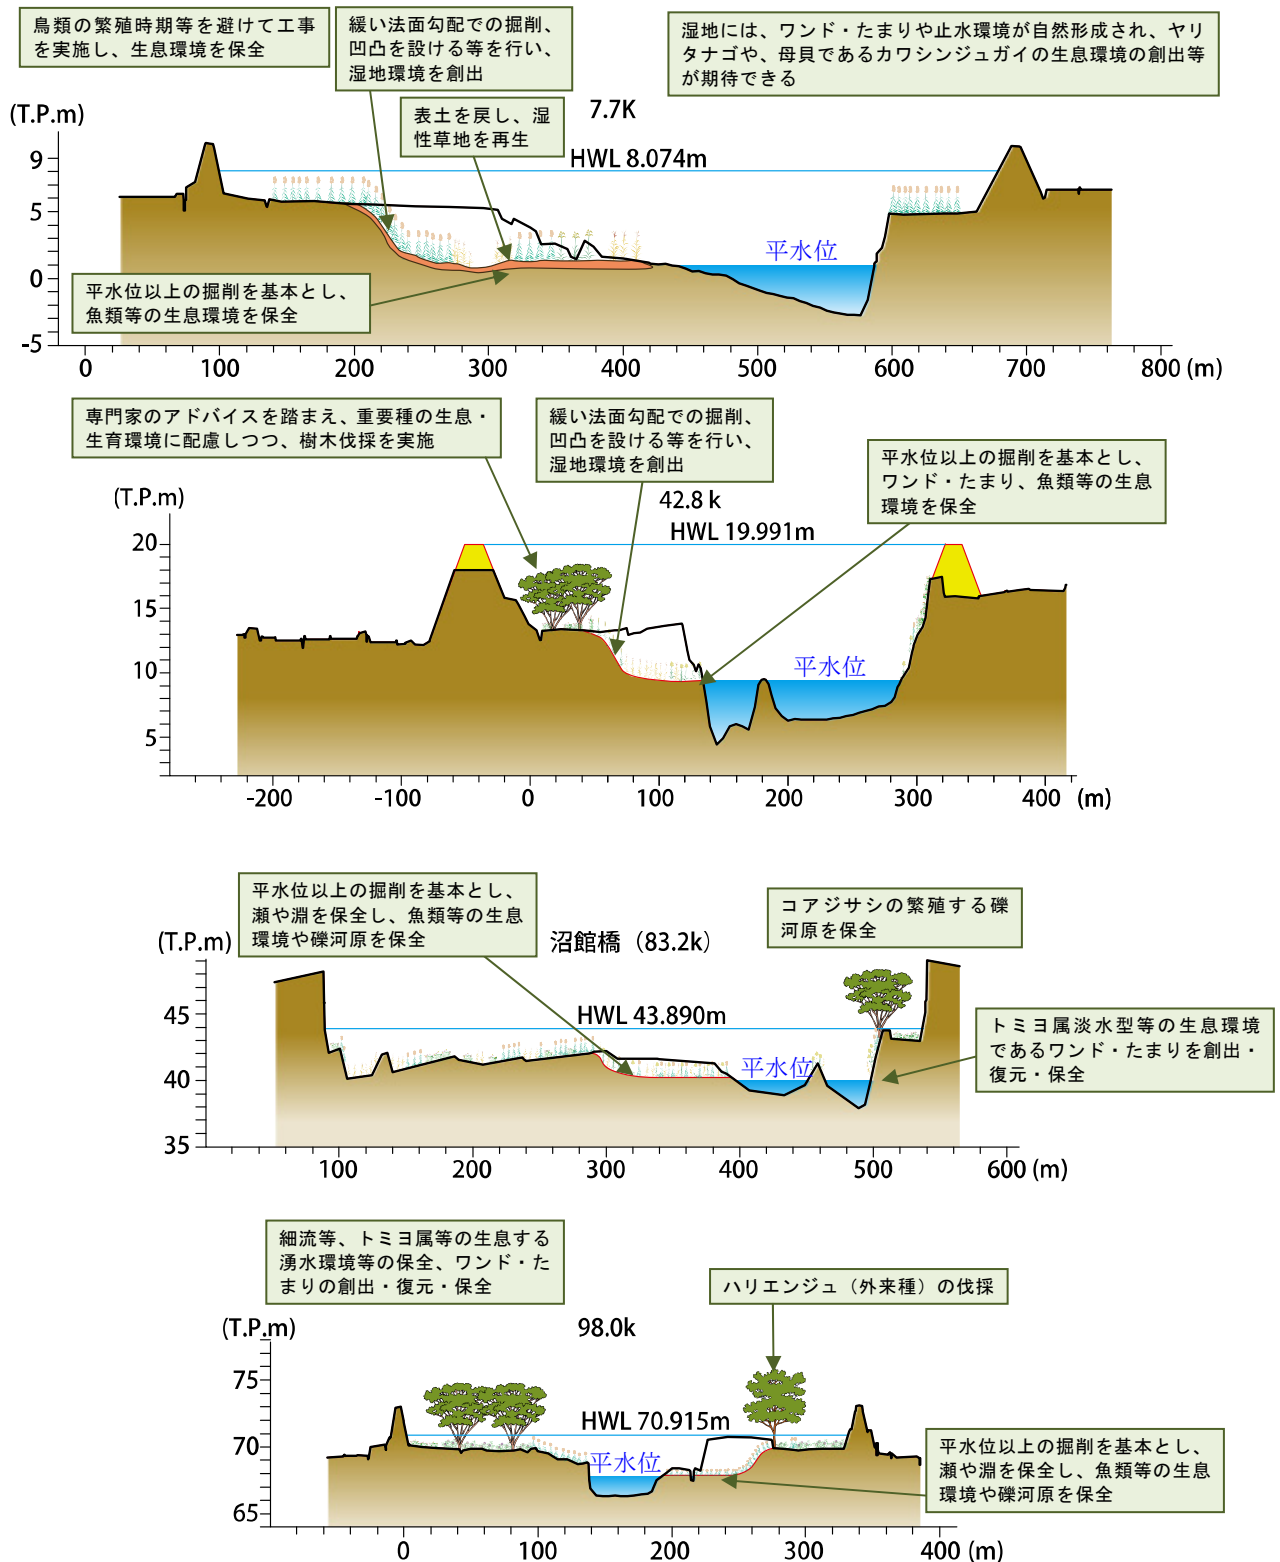 鳥類の繁殖時期等を避けて工事
を実施し、生息環境を保全
緩い法面勾配での掘削、
凹凸を設ける等を行い、
湿地環境を創出
湿地には、ワンド・たまりや止水環境が自然形成され、ヤリ
タナゴや、母貝であるカワシンジュガイの生息環境の創出等
が期待できる
表土を戻し、湿
性草地を再生
7.7K
(T.P.m)
HWL 8.074m
9
5
0
-5
平水位
平水位以上の掘削を基本とし、
魚類等の生息環境を保全
0 100 200 300 400 500 600 700 800 (m)
専門家のアドバイスを踏まえ、重要種の生息・
生育環境に配慮しつつ、樹木伐採を実施
緩い法面勾配での掘削、
凹凸を設ける等を行い、
湿地環境を創出
平水位以上の掘削を基本とし、
ワンド・たまり、魚類等の生息
環境を保全
(T.P.m)
42.8 k
HWL 19.991m
20
15
10
5
平水位
-200 -100 0 100 200 300 400 (m)
平水位以上の掘削を基本とし、
瀬や淵を保全し、魚類等の生息
環境や礫河原を保全
コアジサシの繁殖する礫
河原を保全
(T.P.m)
沼館橋（83.2k）
HWL 43.890m
45
40
35
平水位
トミヨ属淡水型等の生息環境
であるワンド・たまりを創出・
復元・保全
100 200 300 400 500 600 (m)
細流等、トミヨ属等の生息する
湧水環境等の保全、ワンド・た
まりの創出・復元・保全
ハリエンジュ（外来種）の伐採
(T.P.m)
98.0k
HWL 70.915m
75
70
65
平水位
平水位以上の掘削を基本とし、
瀬や淵を保全し、魚類等の生息
環境や礫河原を保全
0 100 200 300 400 (m)